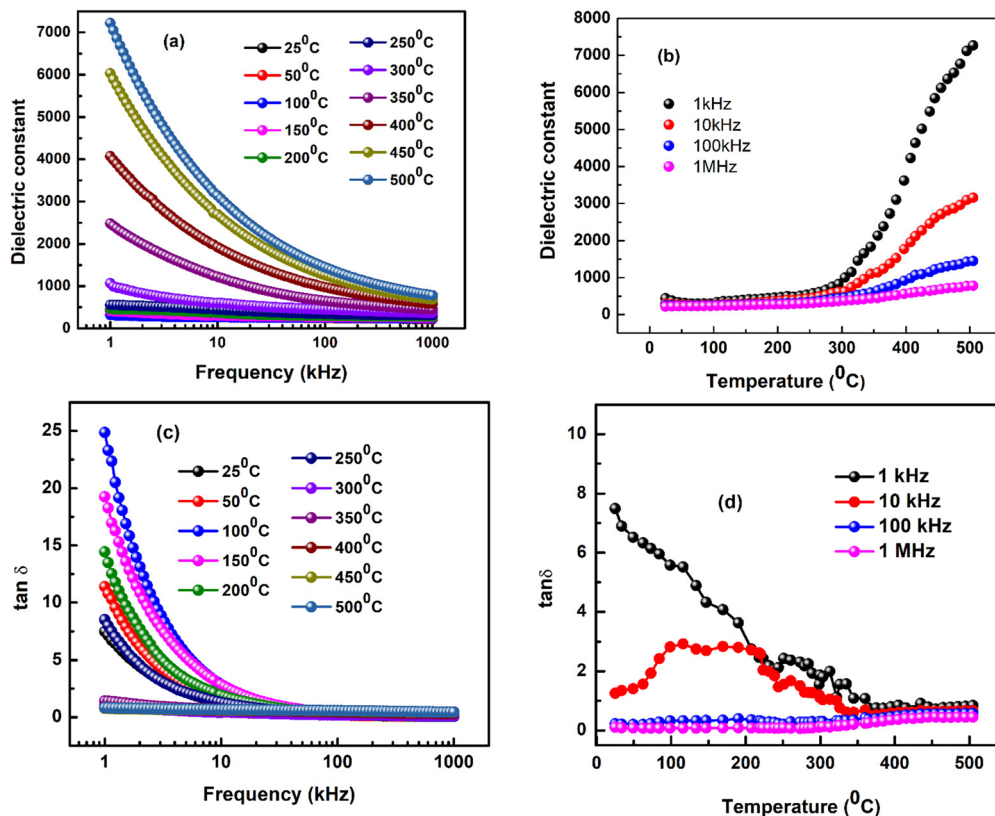 (a)
25⁰C 250⁰C
50⁰C 300⁰C
100⁰C 350⁰C
150⁰C 400⁰C
200⁰C 450⁰C
500⁰C
Dielectric constant
7000
6000
5000
4000
3000
2000
1000
0
1 10 100 1000
Frequency (kHz)
(b)
1kHz
10kHz
100kHz
1MHz
Dielectric constant
8000
7000
6000
5000
4000
3000
2000
1000
0
0 100 200 300 400 500
Temperature (⁰C)
(c)
25⁰C 250⁰C
50⁰C 300⁰C
100⁰C 350⁰C
150⁰C 400⁰C
200⁰C 450⁰C
500⁰C
tan δ
25
20
15
10
5
0
1 10 100 1000
Frequency (kHz)
(d)
1 kHz
10 kHz
100 kHz
1 MHz
tanδ
10
8
6
4
2
0
0 100 200 300 400 500
Temperature (⁰C)